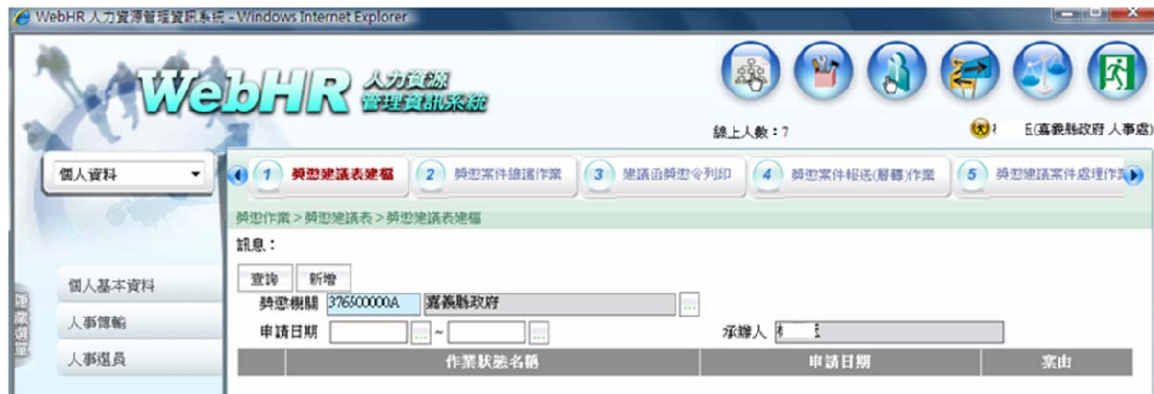 WebHR 人力資源管理資訊系統 - Windows Internet Explorer
WebHR 人力資源
管理資訊系統
線上人數：7
(嘉義縣政府 人事處)
個人資料
1 獎懲建議表建檔
2 獎懲案件維護作業
3 建議函獎懲令列印
4 獎懲案件報送(層轉)作業
5 獎懲建議案件處理作業
獎懲作業 > 獎懲建議表 > 獎懲建議表建檔
訊息：
查詢 新增
獎懲機關 376500000A 嘉義縣政府 ...
申請日期 ... ~ ... 承辦人
作業狀態名稱 申請日期 案由
個人基本資料
人事傳輸
人事選員